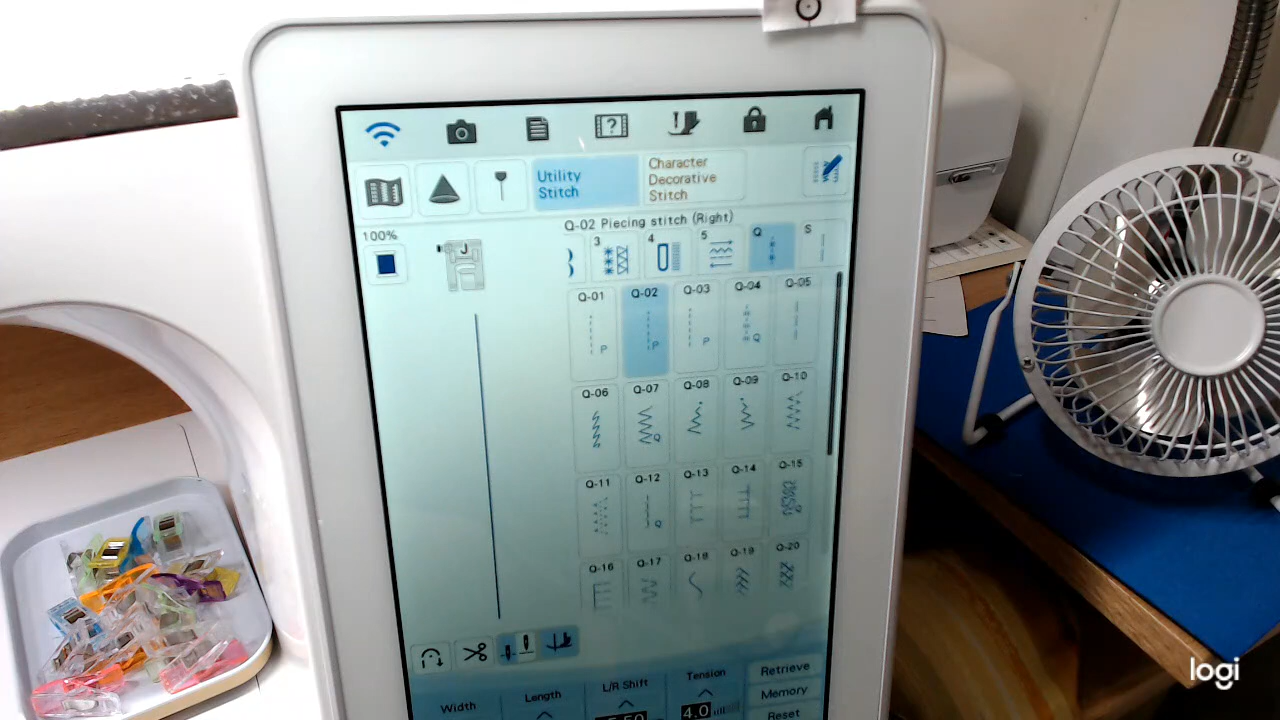 Utility
Stitch
Character
Decorative
Stitch
Q-02 Piecing stitch (Right)
100%
J
3
4
5
Q
S
Q-01
Q-02
Q-03
Q-04
Q-05
P
P
P
Q
Q-06
Q-07
Q-08
Q-09
Q-10
Q
Q-11
Q-12
Q-13
Q-14
Q-15
Q
Q-16
Q-17
Q-18
Q-19
Q-20
Width
Length
L/R Shift
Tension
Retrieve
Memory
Reset
5.50
4.0
logi